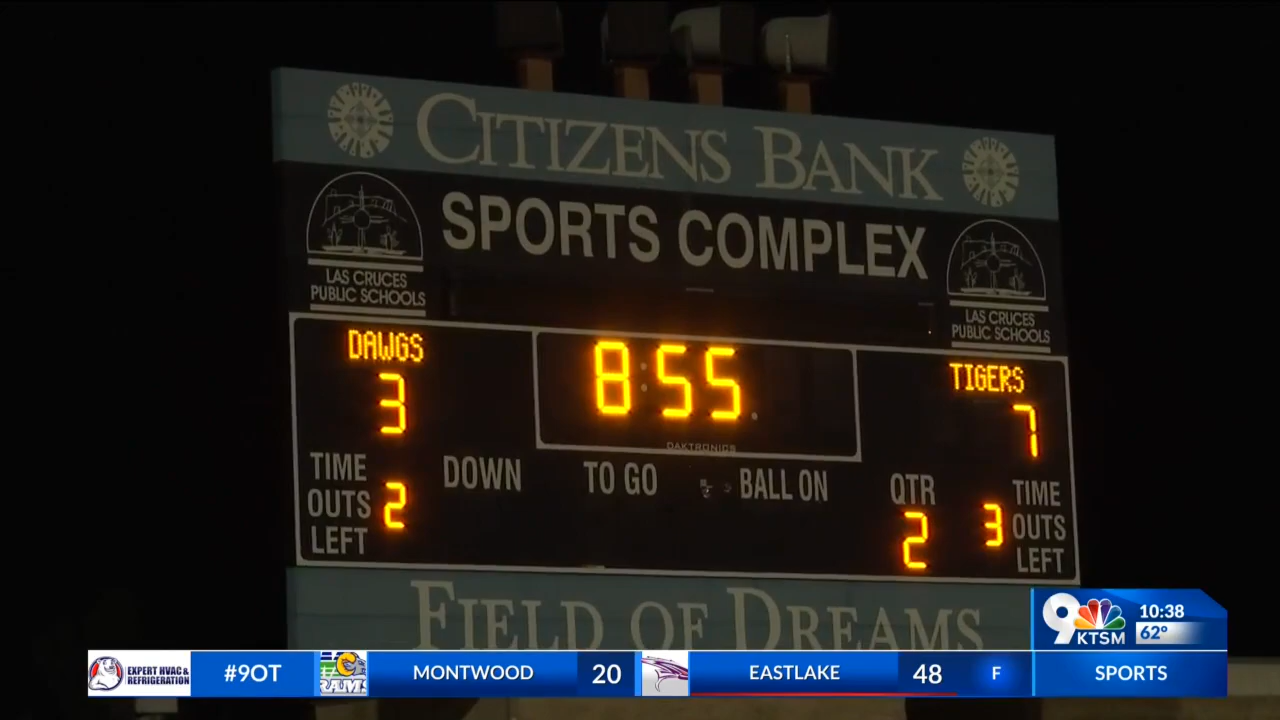 CITIZENS BANK
SPORTS COMPLEX
LAS CRUCES
PUBLIC SCHOOLS
LAS CRUCES
PUBLIC SCHOOLS
DAWGS
3
8:55
TIGERS
7
DAKTRONICS
TIME
OUTS
LEFT
2
DOWN
TO GO
BALL ON
QTR
2
3
TIME
OUTS
LEFT
FIELD OF DREAMS
9
KTSM
10:38
62°
EXPERT HVAC &
REFRIGERATION
#9OT
RAMS
MONTWOOD
20
EASTLAKE
48
F
SPORTS